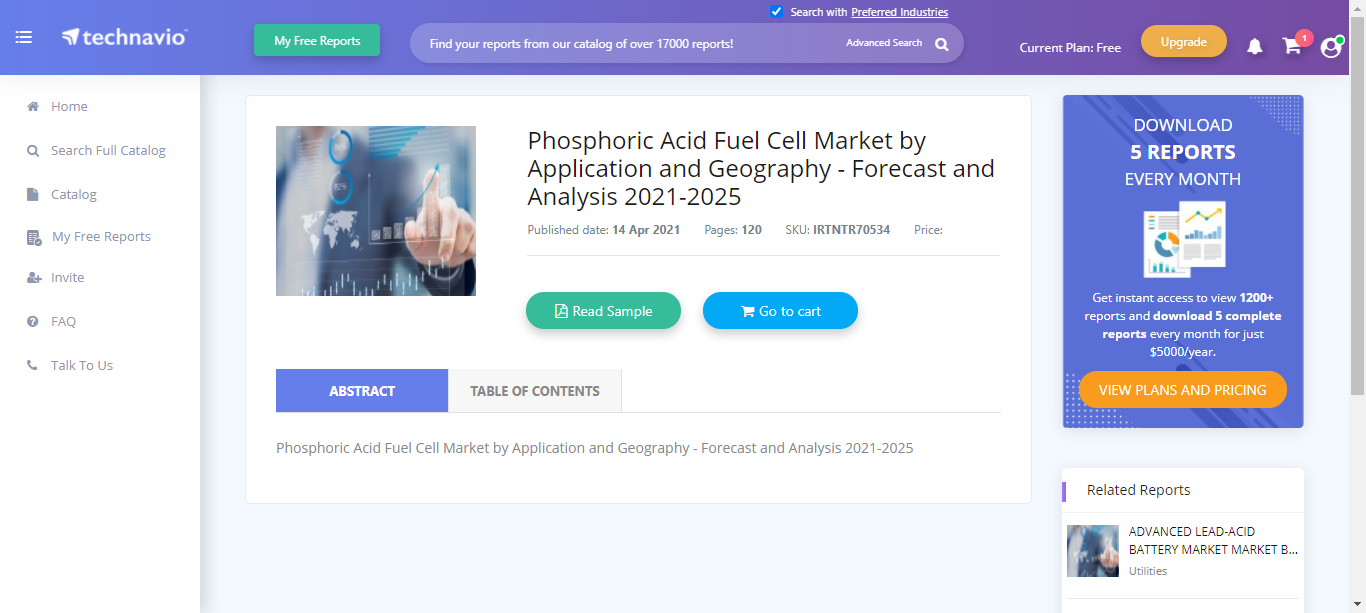 Search with Preferred Industries
technavio
My Free Reports
Find your reports from our catalog of over 17000 reports!
Advanced Search
Current Plan: Free
Upgrade
1
Home
Search Full Catalog
Catalog
My Free Reports
Invite
FAQ
Talk To Us
Phosphoric Acid Fuel Cell Market by
Application and Geography - Forecast and
Analysis 2021-2025
Published date: 14 Apr 2021 Pages: 120 SKU: IRTNTR70534 Price:
Read Sample
Go to cart
ABSTRACT
TABLE OF CONTENTS
Phosphoric Acid Fuel Cell Market by Application and Geography - Forecast and Analysis 2021-2025
DOWNLOAD
5 REPORTS
EVERY MONTH
Get instant access to view 1200+
reports and download 5 complete
reports every month for just
$5000/year.
VIEW PLANS AND PRICING
Related Reports
ADVANCED LEAD-ACID
BATTERY MARKET MARKET B...
Utilities